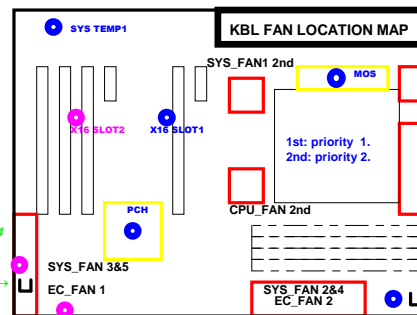 KBL FAN LOCATION MAP
SYS TEMP1
SYS_FAN1 2nd
MOS
X16 SLOT2
X16 SLOT1
1st: priority 1.
2nd: priority 2.
PCH
CPU_FAN 2nd
SYS_FAN 3&5
EC_FAN 1
SYS_FAN 2&4
EC_FAN 2